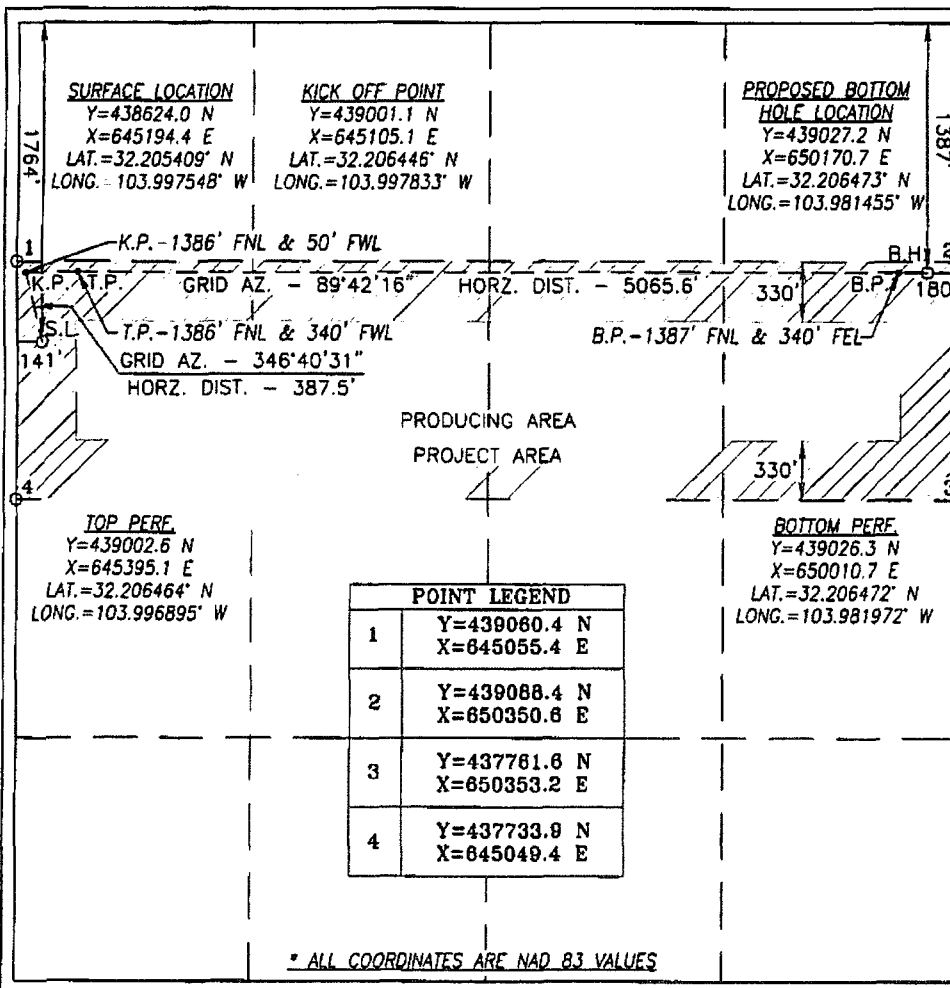 SURFACE LOCATION
Y=438624.0 N
X=645194.4 E
LAT.=32.205409° N
LONG.=103.997548° W
KICK OFF POINT
Y=439001.1 N
X=645105.1 E
LAT.=32.206446° N
LONG.=103.997833° W
PROPOSED BOTTOM
HOLE LOCATION
Y=439027.2 N
X=650170.7 E
LAT.=32.206473° N
LONG.=103.981455° W
1764'
1387'
1
K.P.-1386' FNL & 50' FWL
B.H.
2
K.P.
T.P.
GRID AZ. - 89°42'16"
HORZ. DIST. - 5065.6'
330'
B.P.
180
S.L.
T.P.-1386' FNL & 340' FWL
B.P.-1387' FNL & 340' FEL
141'
GRID AZ. - 346°40'31"
HORZ. DIST. - 387.5'
PRODUCING AREA
PROJECT AREA
330'
4
3
TOP PERF.
Y=439002.6 N
X=645395.1 E
LAT.=32.206464° N
LONG.=103.996895° W
BOTTOM PERF.
Y=439026.3 N
X=650010.7 E
LAT.=32.206472° N
LONG.=103.981972° W
POINT LEGEND
1
Y=439060.4 N
X=645055.4 E
2
Y=439088.4 N
X=650350.6 E
3
Y=437761.6 N
X=650353.2 E
4
Y=437733.9 N
X=645049.4 E
* ALL COORDINATES ARE NAD 83 VALUES